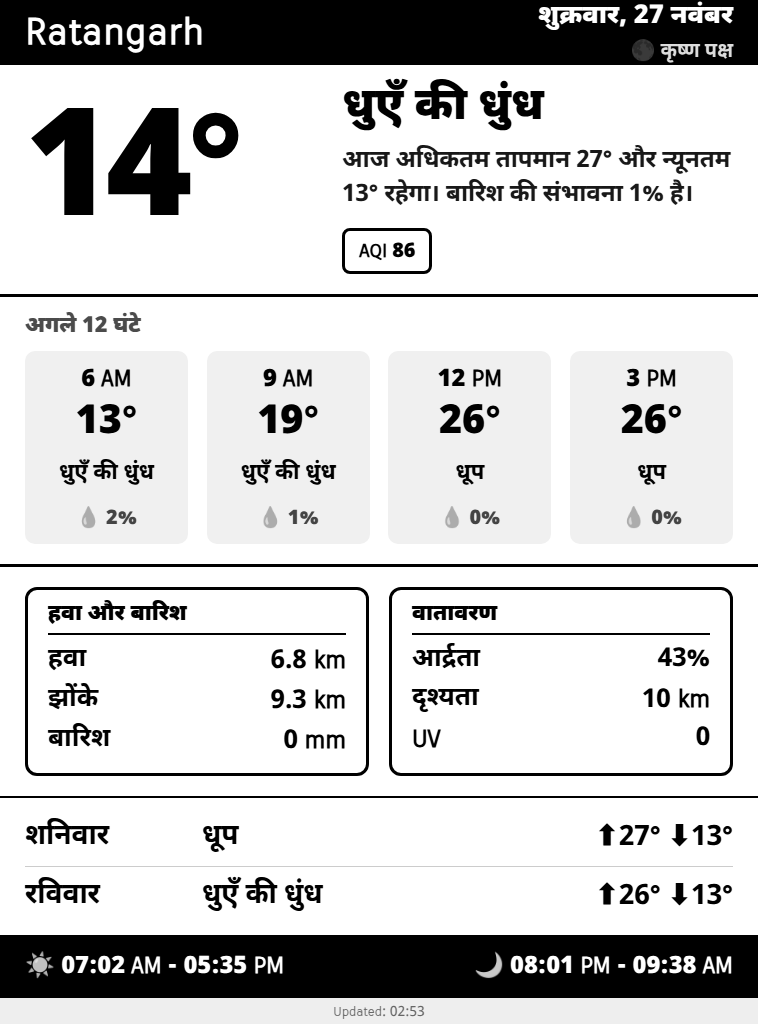 Ratangarh
शुक्रवार, 27 नवंबर
कृष्ण पक्ष
14°
धुएँ की धुंध
आज अधिकतम तापमान 27° और न्यूनतम
13° रहेगा। बारिश की संभावना 1% है।
AQI 86
अगले 12 घंटे
6 AM 9 AM 12 PM 3 PM
13° 19° 26° 26°
धुएँ की धुंध धुएँ की धुंध धूप धूप
2% 1% 0% 0%
हवा और बारिश
हवा 6.8 km
झोंके 9.3 km
बारिश 0 mm
वातावरण
आर्द्रता 43%
दृश्यता 10 km
UV 0
शनिवार धूप ⬆27° ⬇13°
रविवार धुएँ की धुंध ⬆26° ⬇13°
07:02 AM - 05:35 PM 08:01 PM - 09:38 AM
Updated: 02:53